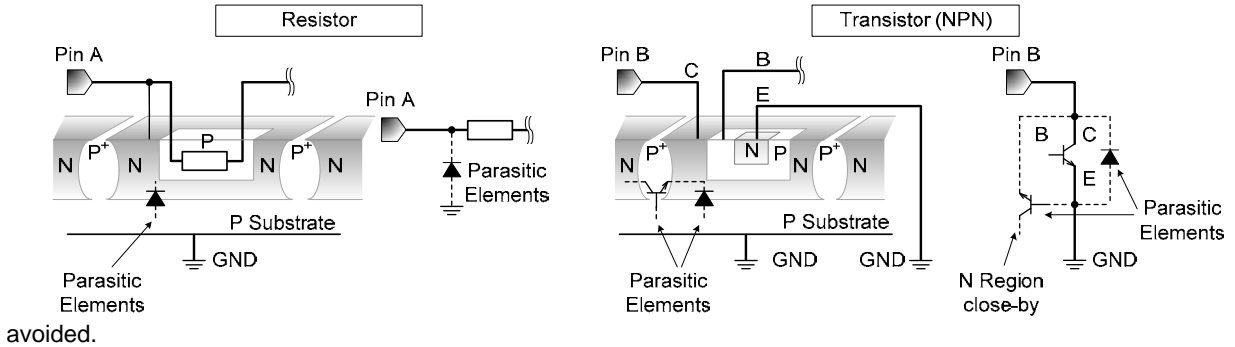 Resistor
Transistor (NPN)
Pin A
Pin B
C
B
E
Pin B
Pin A
N
P+
N
P
N
P+
N
Parasitic
Elements
P Substrate
GND
Parasitic
Elements
N
P+
N
N
P
P+
N
P Substrate
GND
GND
Parasitic
Elements
B
C
E
Parasitic
Elements
GND
N Region
close-by
avoided.